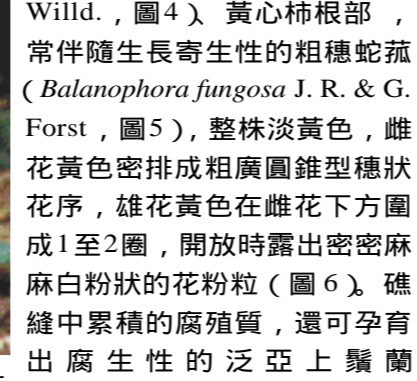 Willd.，圖4）、黃心柿根部，
常伴隨生長寄生性的粗穗蛇菰
（Balanophora fungosa J. R. & G.
Forst，圖5），整株淡黃色，雌
花黃色密排成粗廣圓錐型穗狀
花序，雄花黃色在雌花下方圍
成1至2圈，開放時露出密密麻
麻白粉狀的花粉粒（圖6）。礁
縫中累積的腐殖質，還可孕育
出腐生性的泛亞上鬚蘭